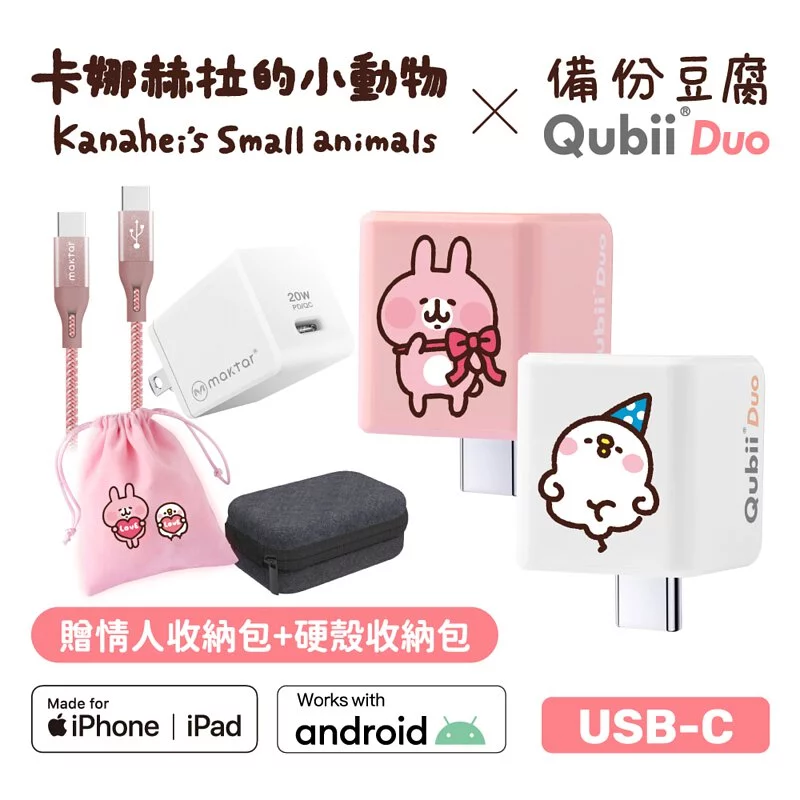 卡娜赫拉的小動物
Kanahei's Small animals
×
備份豆腐
Qubii® Duo
maktar
20W
PD/QC
maktar®
Qubii® Duo
Qubii® Duo
LOVE
LOVE
贈情人收納包+硬殼收納包
Made for
iPhone | iPad
Works with
android
USB-C